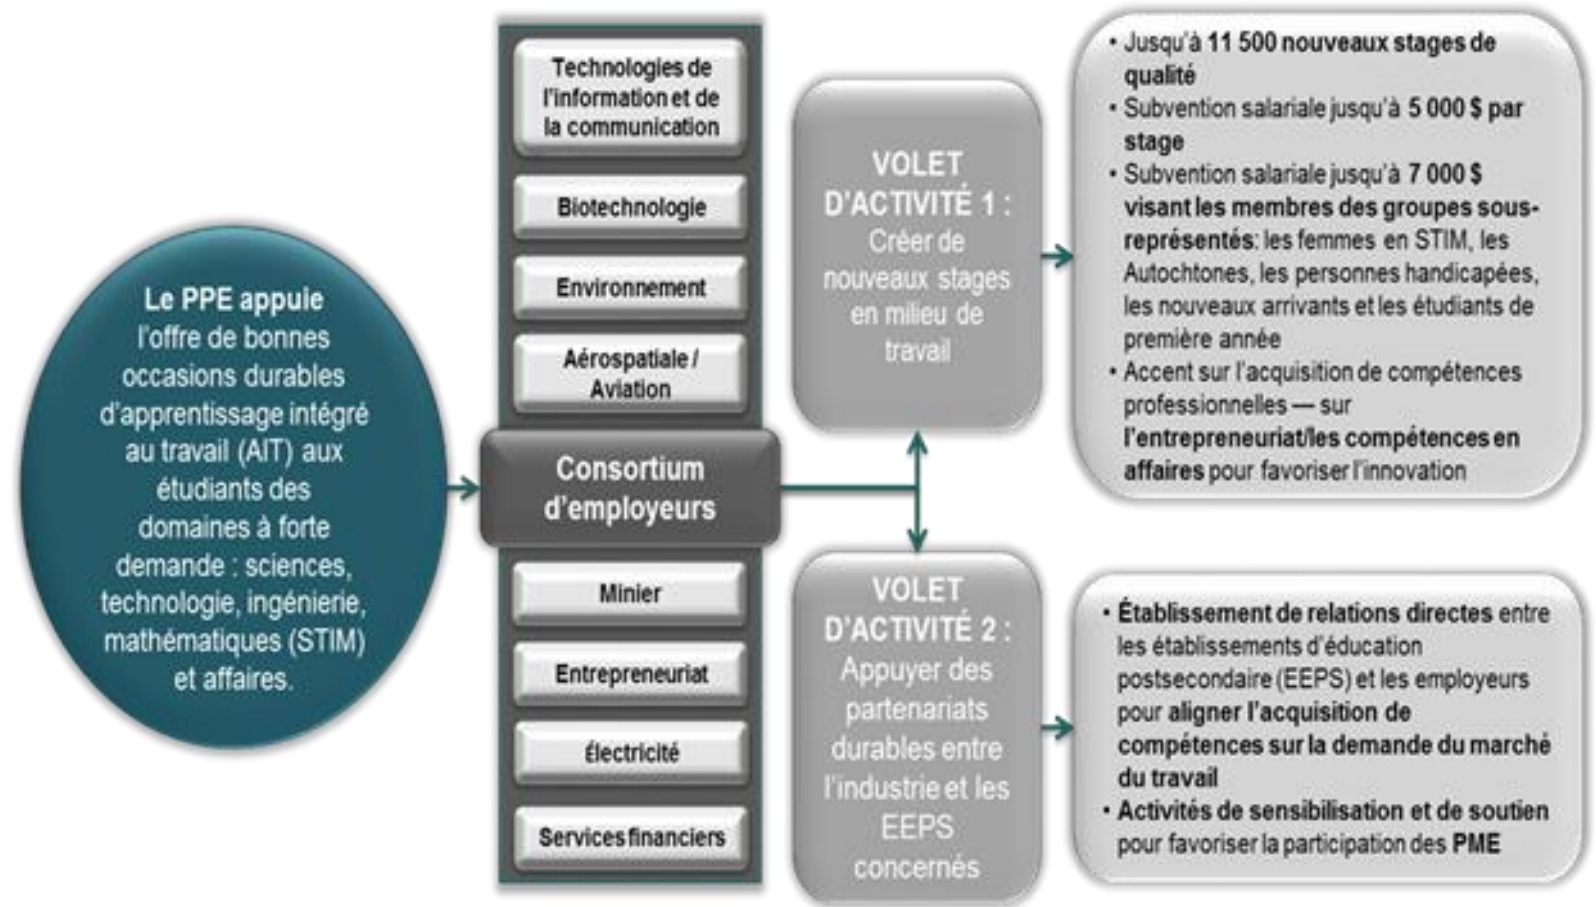 Le PPE appuie
l'offre de bonnes
occasions durables
d'apprentissage intégré
au travail (AIT) aux
étudiants des
domaines à forte
demande : sciences,
technologie, ingénierie,
mathématiques (STIM)
et affaires.
Technologies de
l'information et de
la communication
Biotechnologie
Environnement
Aérospatiale /
Aviation
Consortium
d'employeurs
Minier
Entrepreneuriat
Électricité
Services financiers
VOLET
D'ACTIVITÉ 1 :
Créer de
nouveaux stages
en milieu de
travail
• Jusqu'à 11 500 nouveaux stages de
qualité
• Subvention salariale jusqu'à 5 000 $ par
stage
• Subvention salariale jusqu'à 7 000 $
visant les membres des groupes sous-
représentés: les femmes en STIM, les
Autochtones, les personnes handicapées,
les nouveaux arrivants et les étudiants de
première année
• Accent sur l'acquisition de compétences
professionnelles — sur
l'entrepreneuriat/les compétences en
affaires pour favoriser l'innovation
VOLET
D'ACTIVITÉ 2 :
Appuyer des
partenariats
durables entre
l'industrie et les
EEPS
concernés
• Établissement de relations directes entre
les établissements d'éducation
postsecondaire (EEPS) et les employeurs
pour aligner l'acquisition de
compétences sur la demande du marché
du travail
• Activités de sensibilisation et de soutien
pour favoriser la participation des PME